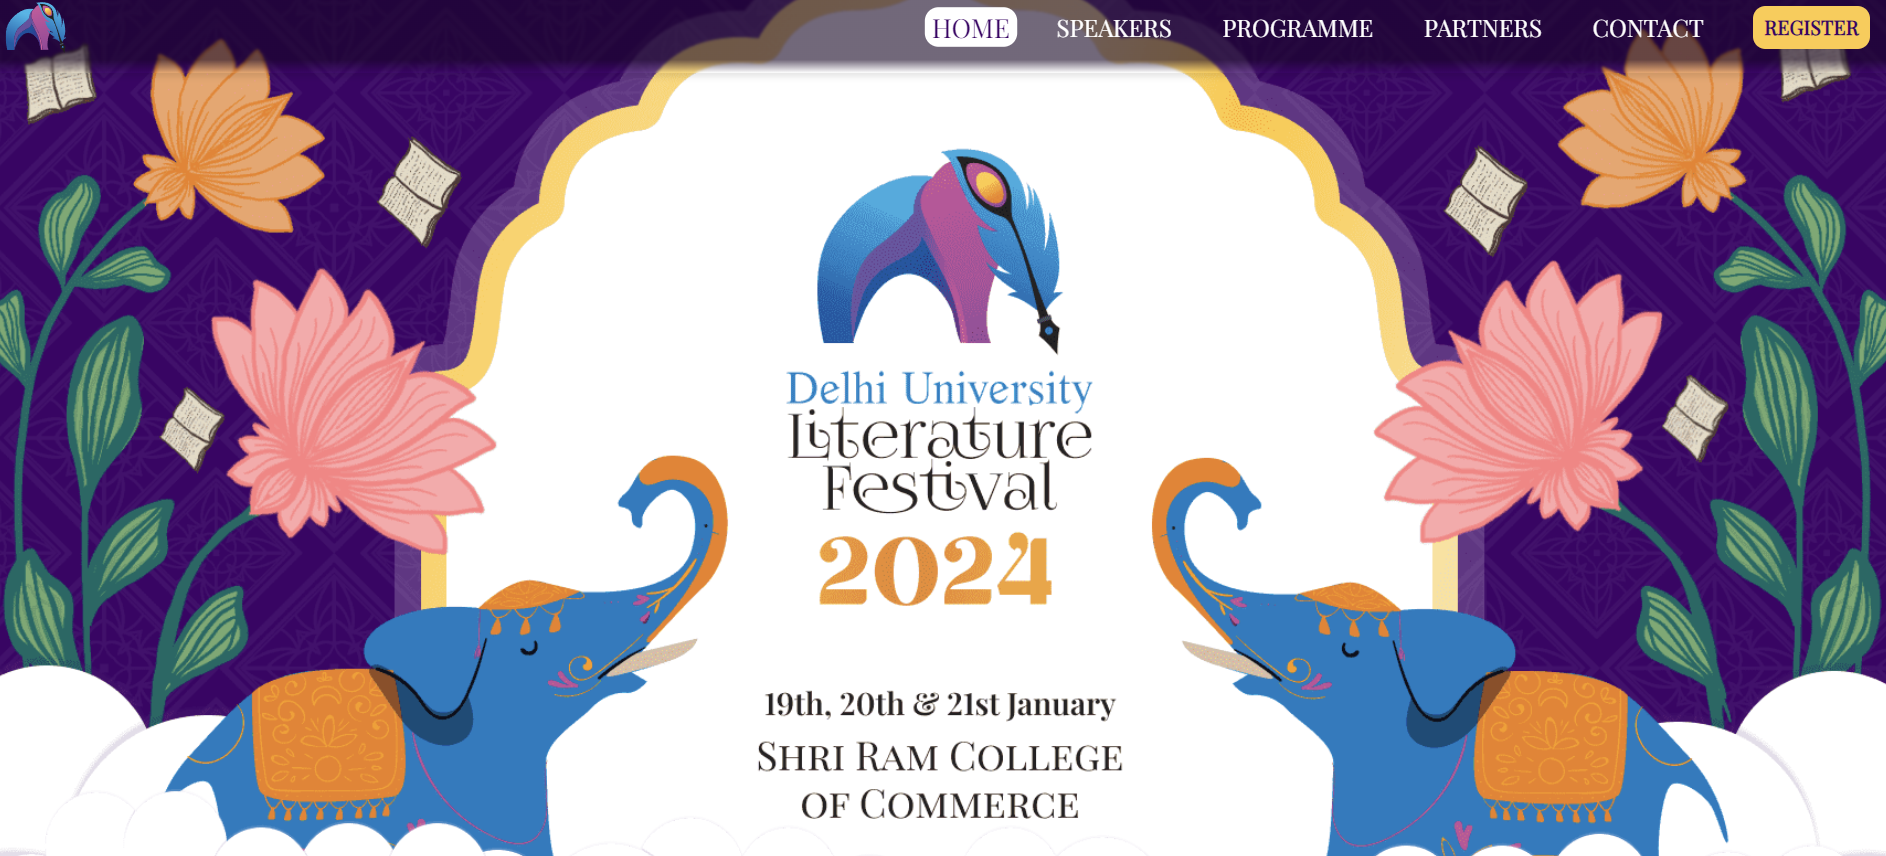 HOME SPEAKERS PROGRAMME PARTNERS CONTACT REGISTER
Delhi University
Literature
Festival
2024
19th, 20th & 21st January
SHRI RAM COLLEGE
OF COMMERCE